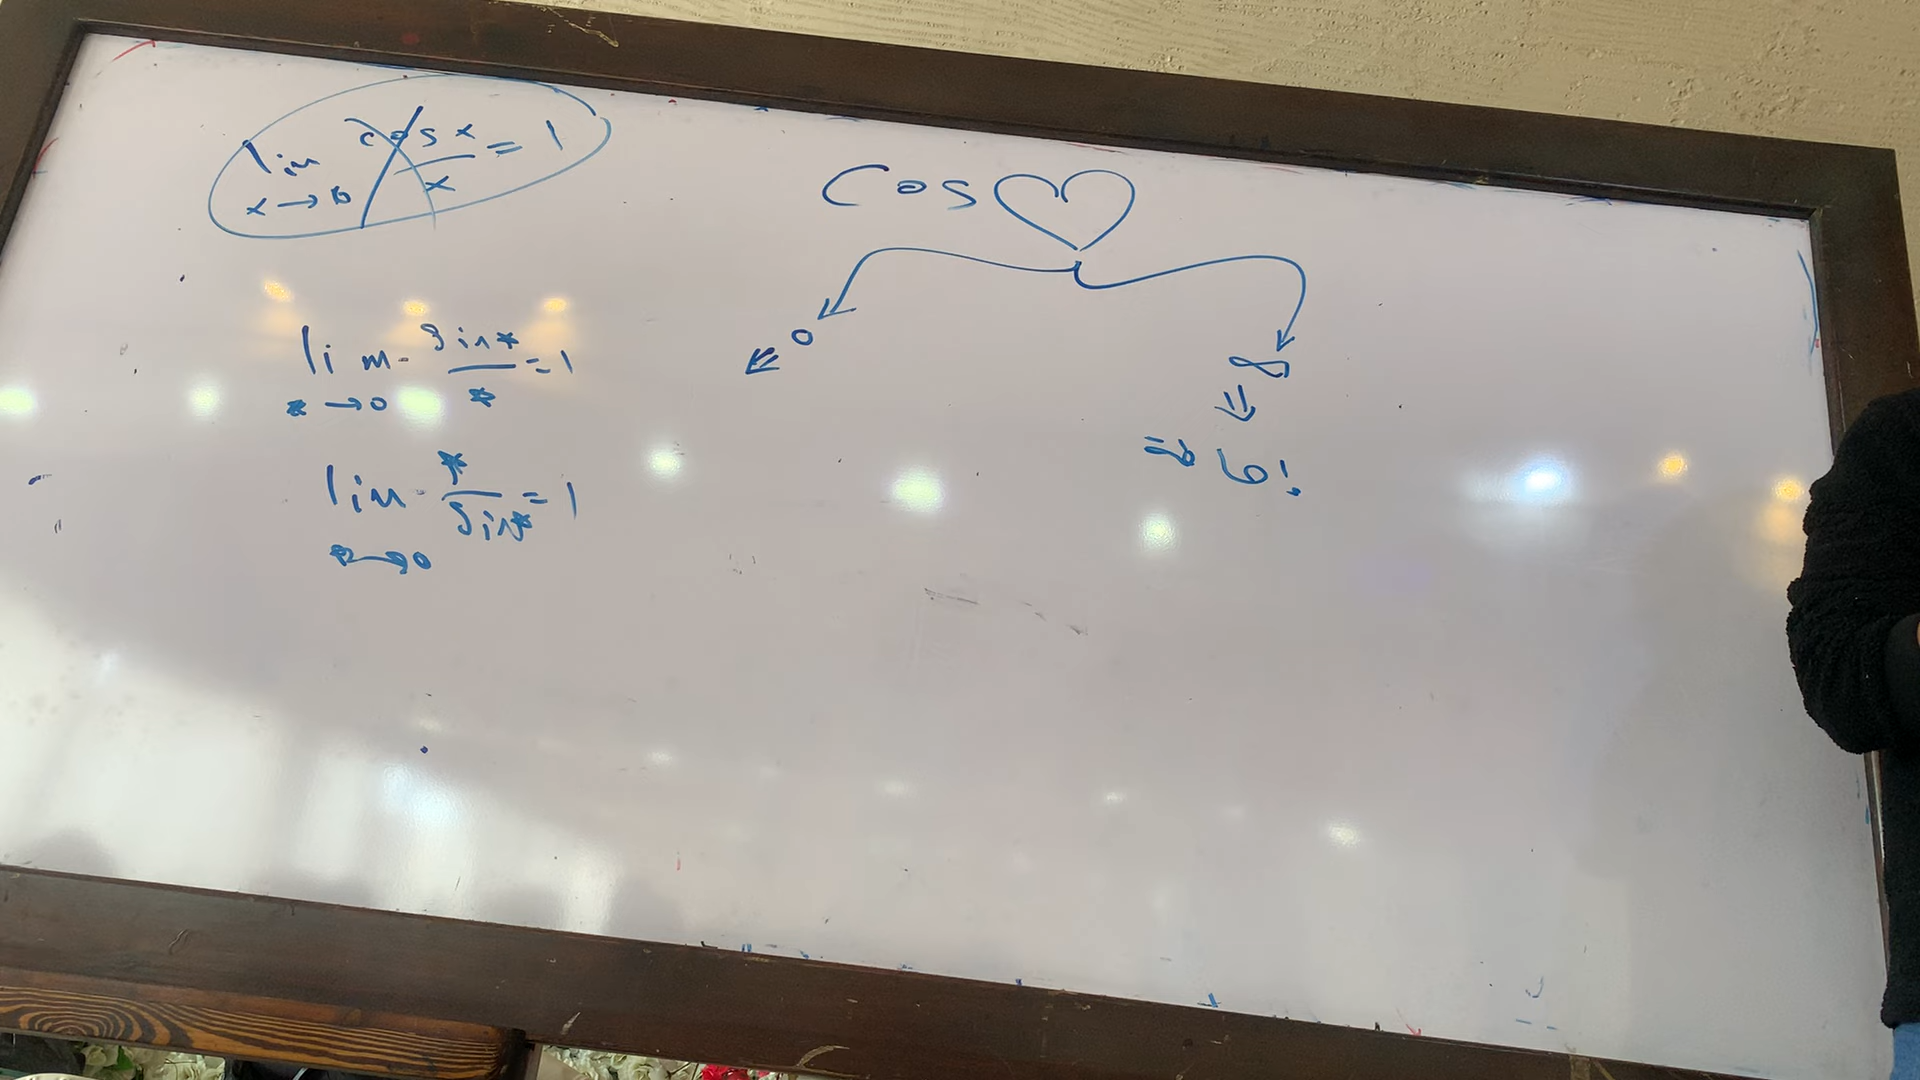 lim cos x / x = 1
x → 0
cos ♡
lim sin* / * = 1
* → 0
lim * / sin* = 1
* → 0
0
∞